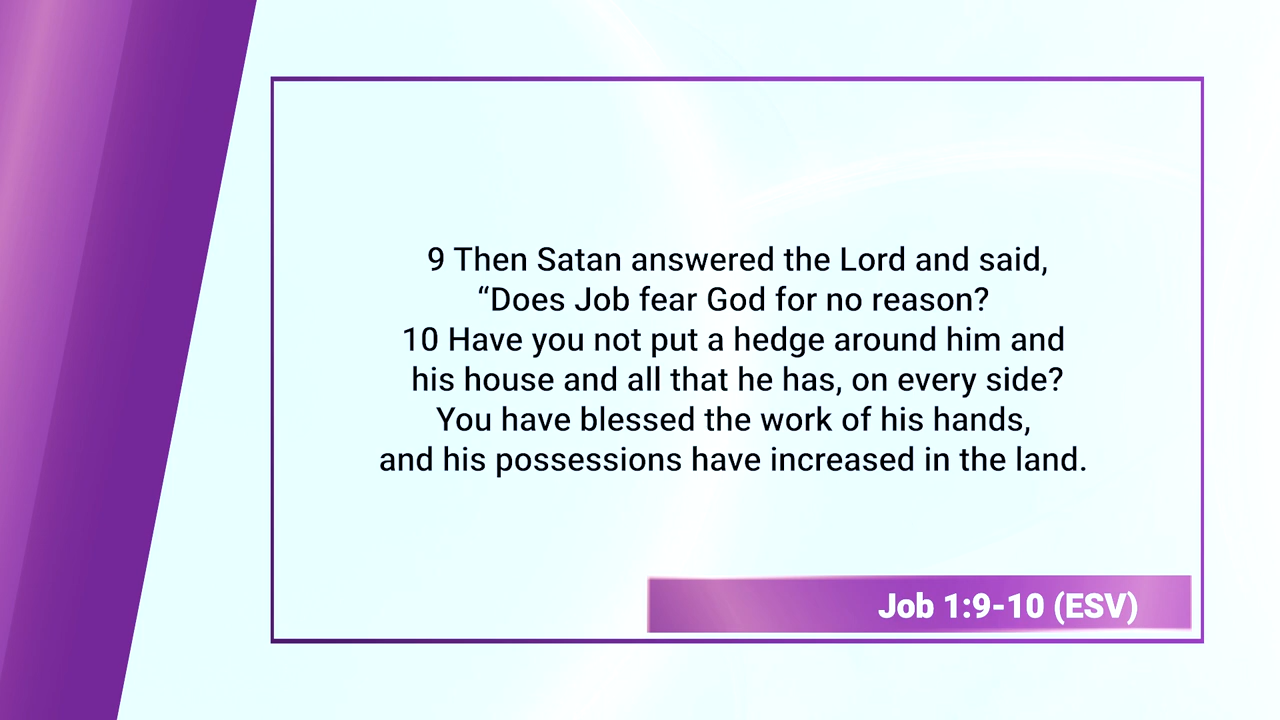 9 Then Satan answered the Lord and said,
“Does Job fear God for no reason?
10 Have you not put a hedge around him and
his house and all that he has, on every side?
You have blessed the work of his hands,
and his possessions have increased in the land.
Job 1:9-10 (ESV)